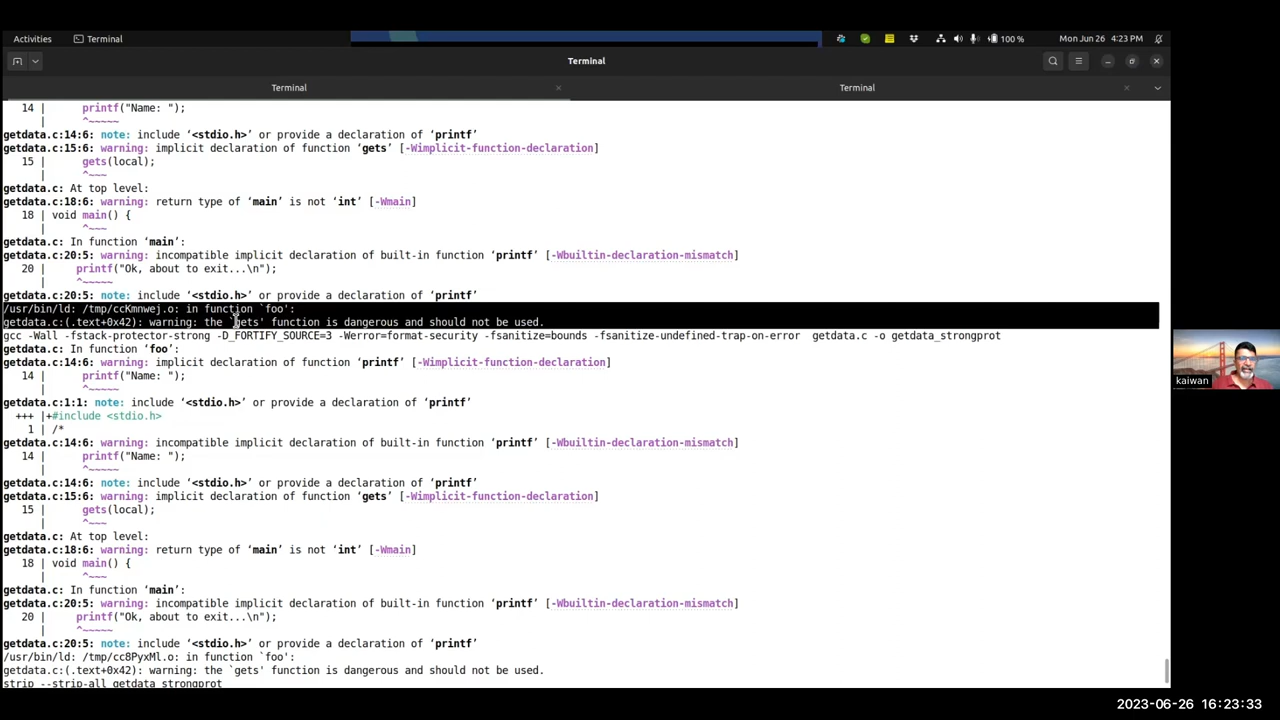 Activities Terminal 100 % Mon Jun 26 4:23 PM
Terminal
Terminal Terminal
14 | printf("Name: ");
| ^~~~~~
getdata.c:14:6: note: include ‘<stdio.h>’ or provide a declaration of ‘printf’
getdata.c:15:6: warning: implicit declaration of function ‘gets’ [-Wimplicit-function-declaration]
15 | gets(local);
| ^~~~
getdata.c: At top level:
getdata.c:18:6: warning: return type of ‘main’ is not ‘int’ [-Wmain]
18 | void main() {
| ^~~~
getdata.c: In function ‘main’:
getdata.c:20:5: warning: incompatible implicit declaration of built-in function ‘printf’ [-Wbuiltin-declaration-mismatch]
20 | printf("Ok, about to exit...\n");
| ^~~~~~
getdata.c:20:5: note: include ‘<stdio.h>’ or provide a declaration of ‘printf’
/usr/bin/ld: /tmp/ccKmnwej.o: in function `foo':
getdata.c:(.text+0x42): warning: the `gets' function is dangerous and should not be used.
gcc -Wall -fstack-protector-strong -D_FORTIFY_SOURCE=3 -Werror=format-security -fsanitize=bounds -fsanitize-undefined-trap-on-error getdata.c -o getdata_strongprot
getdata.c: In function ‘foo’:
getdata.c:14:6: warning: implicit declaration of function ‘printf’ [-Wimplicit-function-declaration]
14 | printf("Name: ");
| ^~~~~~
getdata.c:1:1: note: include ‘<stdio.h>’ or provide a declaration of ‘printf’
+++ |+#include <stdio.h>
1 | /*
getdata.c:14:6: warning: incompatible implicit declaration of built-in function ‘printf’ [-Wbuiltin-declaration-mismatch]
14 | printf("Name: ");
| ^~~~~~
getdata.c:14:6: note: include ‘<stdio.h>’ or provide a declaration of ‘printf’
getdata.c:15:6: warning: implicit declaration of function ‘gets’ [-Wimplicit-function-declaration]
15 | gets(local);
| ^~~~
getdata.c: At top level:
getdata.c:18:6: warning: return type of ‘main’ is not ‘int’ [-Wmain]
18 | void main() {
| ^~~~
getdata.c: In function ‘main’:
getdata.c:20:5: warning: incompatible implicit declaration of built-in function ‘printf’ [-Wbuiltin-declaration-mismatch]
20 | printf("Ok, about to exit...\n");
| ^~~~~~
getdata.c:20:5: note: include ‘<stdio.h>’ or provide a declaration of ‘printf’
/usr/bin/ld: /tmp/cc8PyxMl.o: in function `foo':
getdata.c:(.text+0x42): warning: the `gets' function is dangerous and should not be used.
strip --strip-all getdata_strongprot
kaiwan
2023-06-26 16:23:33